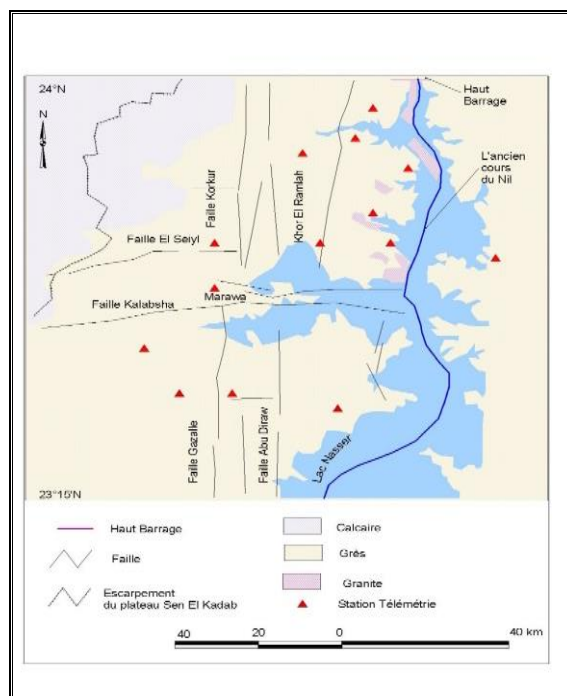 24°N
Haut
Barrage
N
L'ancien
cours
du Nil
Faille Korkur
Khor El Ramlah
Faille El Seiyl
Marawa
Faille Kalabsha
Faille Gazalle
Faille Abu Diraw
Lac Nasser
23°15'N
Haut Barrage
Calcaire
Faille
Grés
Escarpement
du plateau Sen El Kadab
Granite
Station Télémétrie
40 20 0 40 km